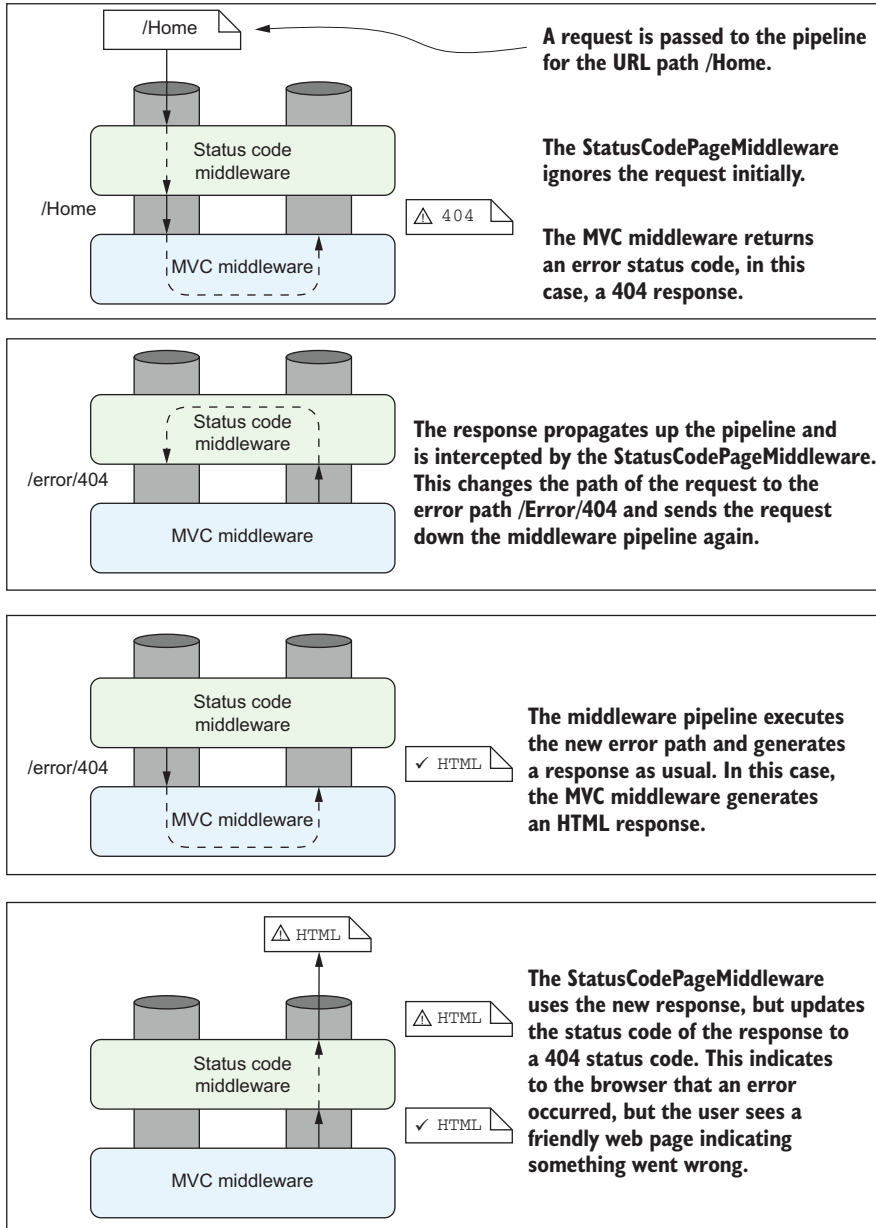 /Home
A request is passed to the pipeline
for the URL path /Home.
Status code
middleware
The StatusCodePageMiddleware
ignores the request initially.
/Home
⚠ 404
MVC middleware
The MVC middleware returns
an error status code, in this
case, a 404 response.
Status code
middleware
/error/404
MVC middleware
The response propagates up the pipeline and
is intercepted by the StatusCodePageMiddleware.
This changes the path of the request to the
error path /Error/404 and sends the request
down the middleware pipeline again.
Status code
middleware
/error/404
✓ HTML
MVC middleware
The middleware pipeline executes
the new error path and generates
a response as usual. In this case,
the MVC middleware generates
an HTML response.
⚠ HTML
⚠ HTML
Status code
middleware
✓ HTML
MVC middleware
The StatusCodePageMiddleware
uses the new response, but updates
the status code of the response to
a 404 status code. This indicates
to the browser that an error
occurred, but the user sees a
friendly web page indicating
something went wrong.